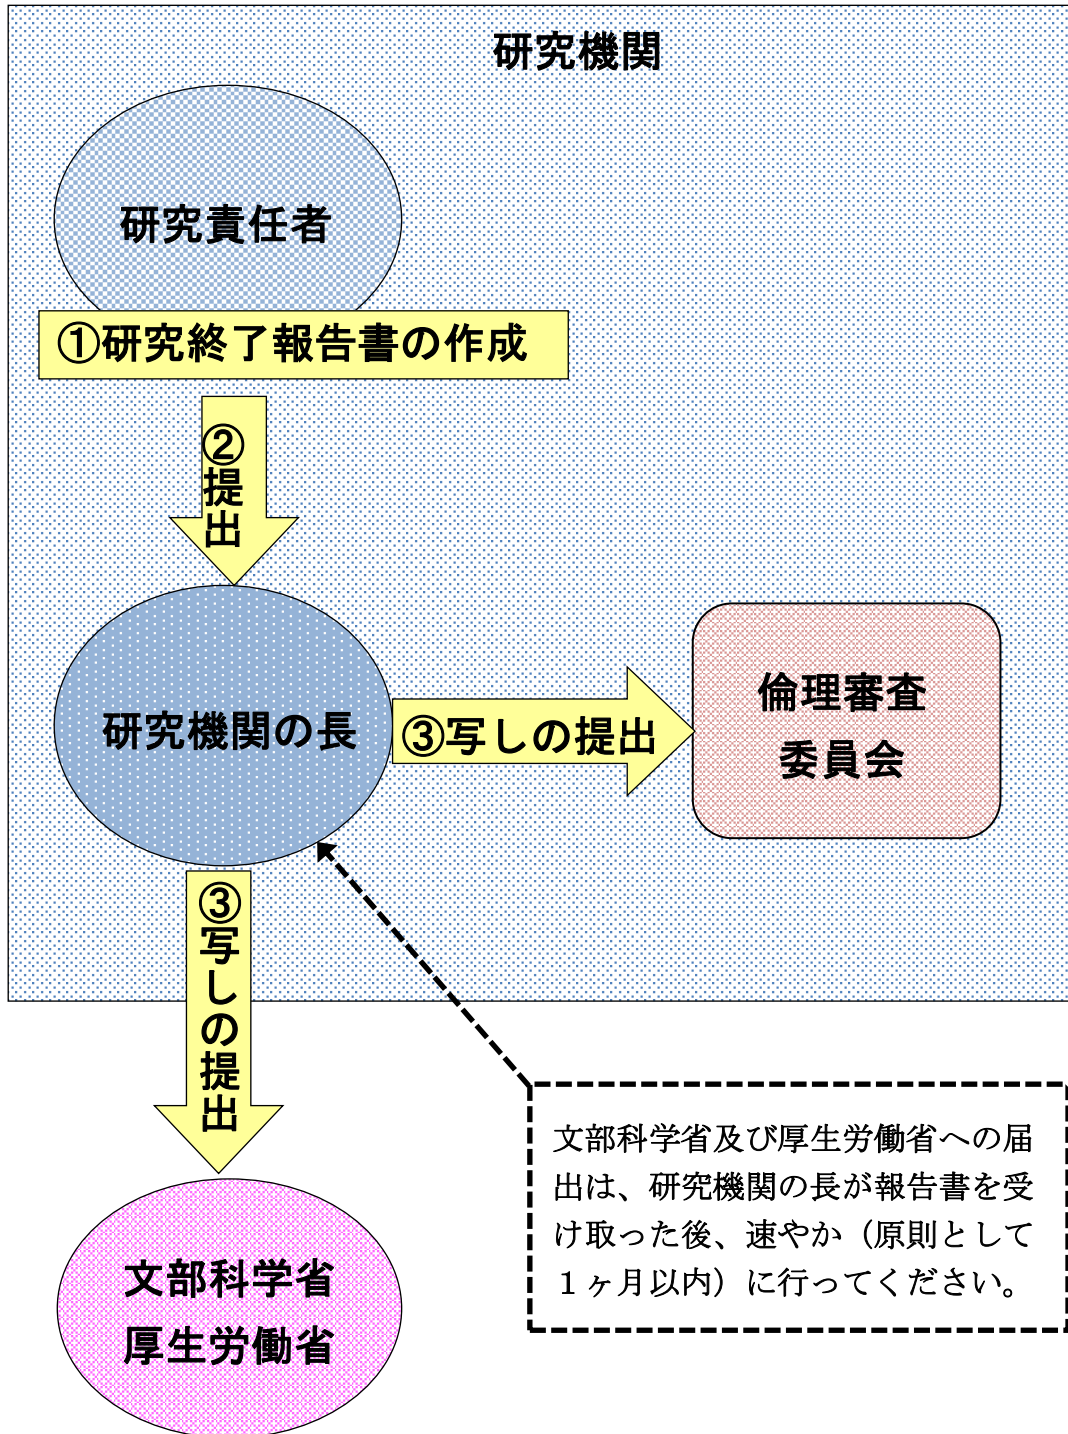 研究機関
研究責任者
①研究終了報告書の作成
②提出
研究機関の長
③写しの提出
倫理審査
委員会
③写しの提出
文部科学省及び厚生労働省への届
出は、研究機関の長が報告書を受
け取った後、速やか（原則として
１ヶ月以内）に行ってください。
文部科学省
厚生労働省